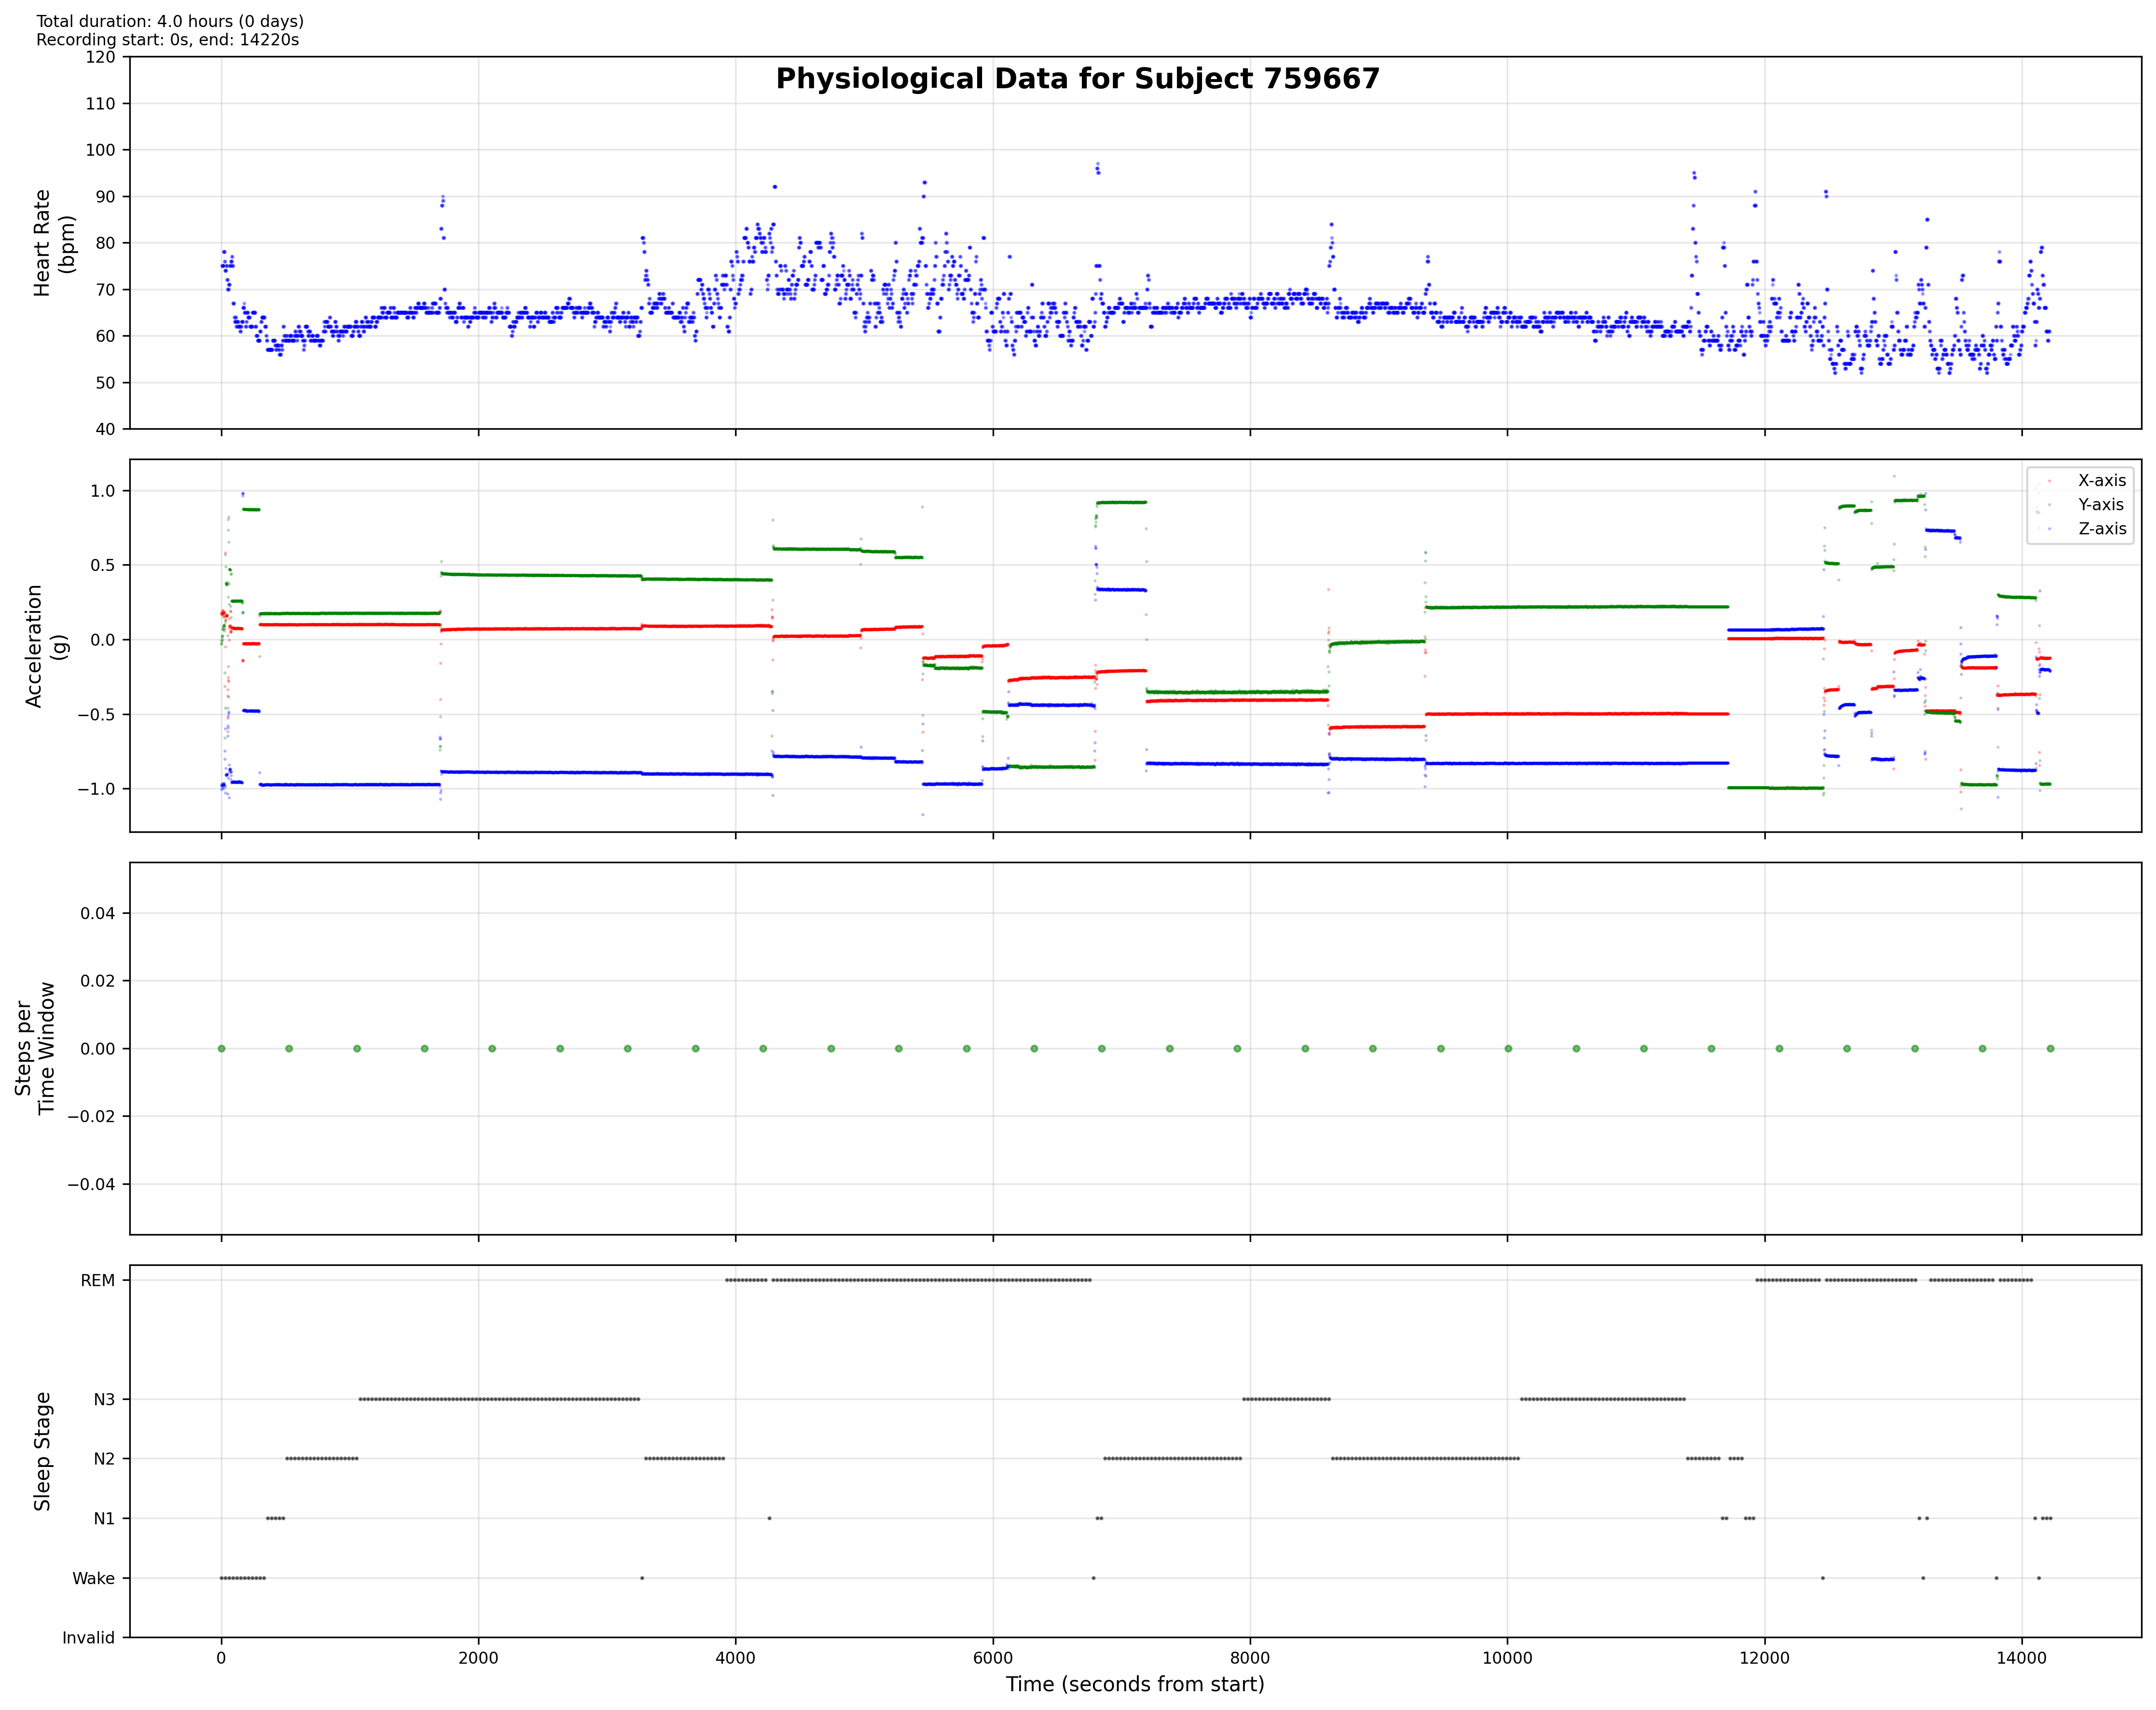 Total duration: 4.0 hours (0 days)
Recording start: 0s, end: 14220s
Physiological Data for Subject 759667
120
110
100
90
80
70
60
50
40
Heart Rate
(bpm)
1.0
0.5
0.0
−0.5
−1.0
Acceleration
(g)
X-axis
Y-axis
Z-axis
0.04
0.02
0.00
−0.02
−0.04
Steps per
Time Window
REM
N3
N2
N1
Wake
Invalid
Sleep Stage
0
2000
4000
6000
8000
10000
12000
14000
Time (seconds from start)